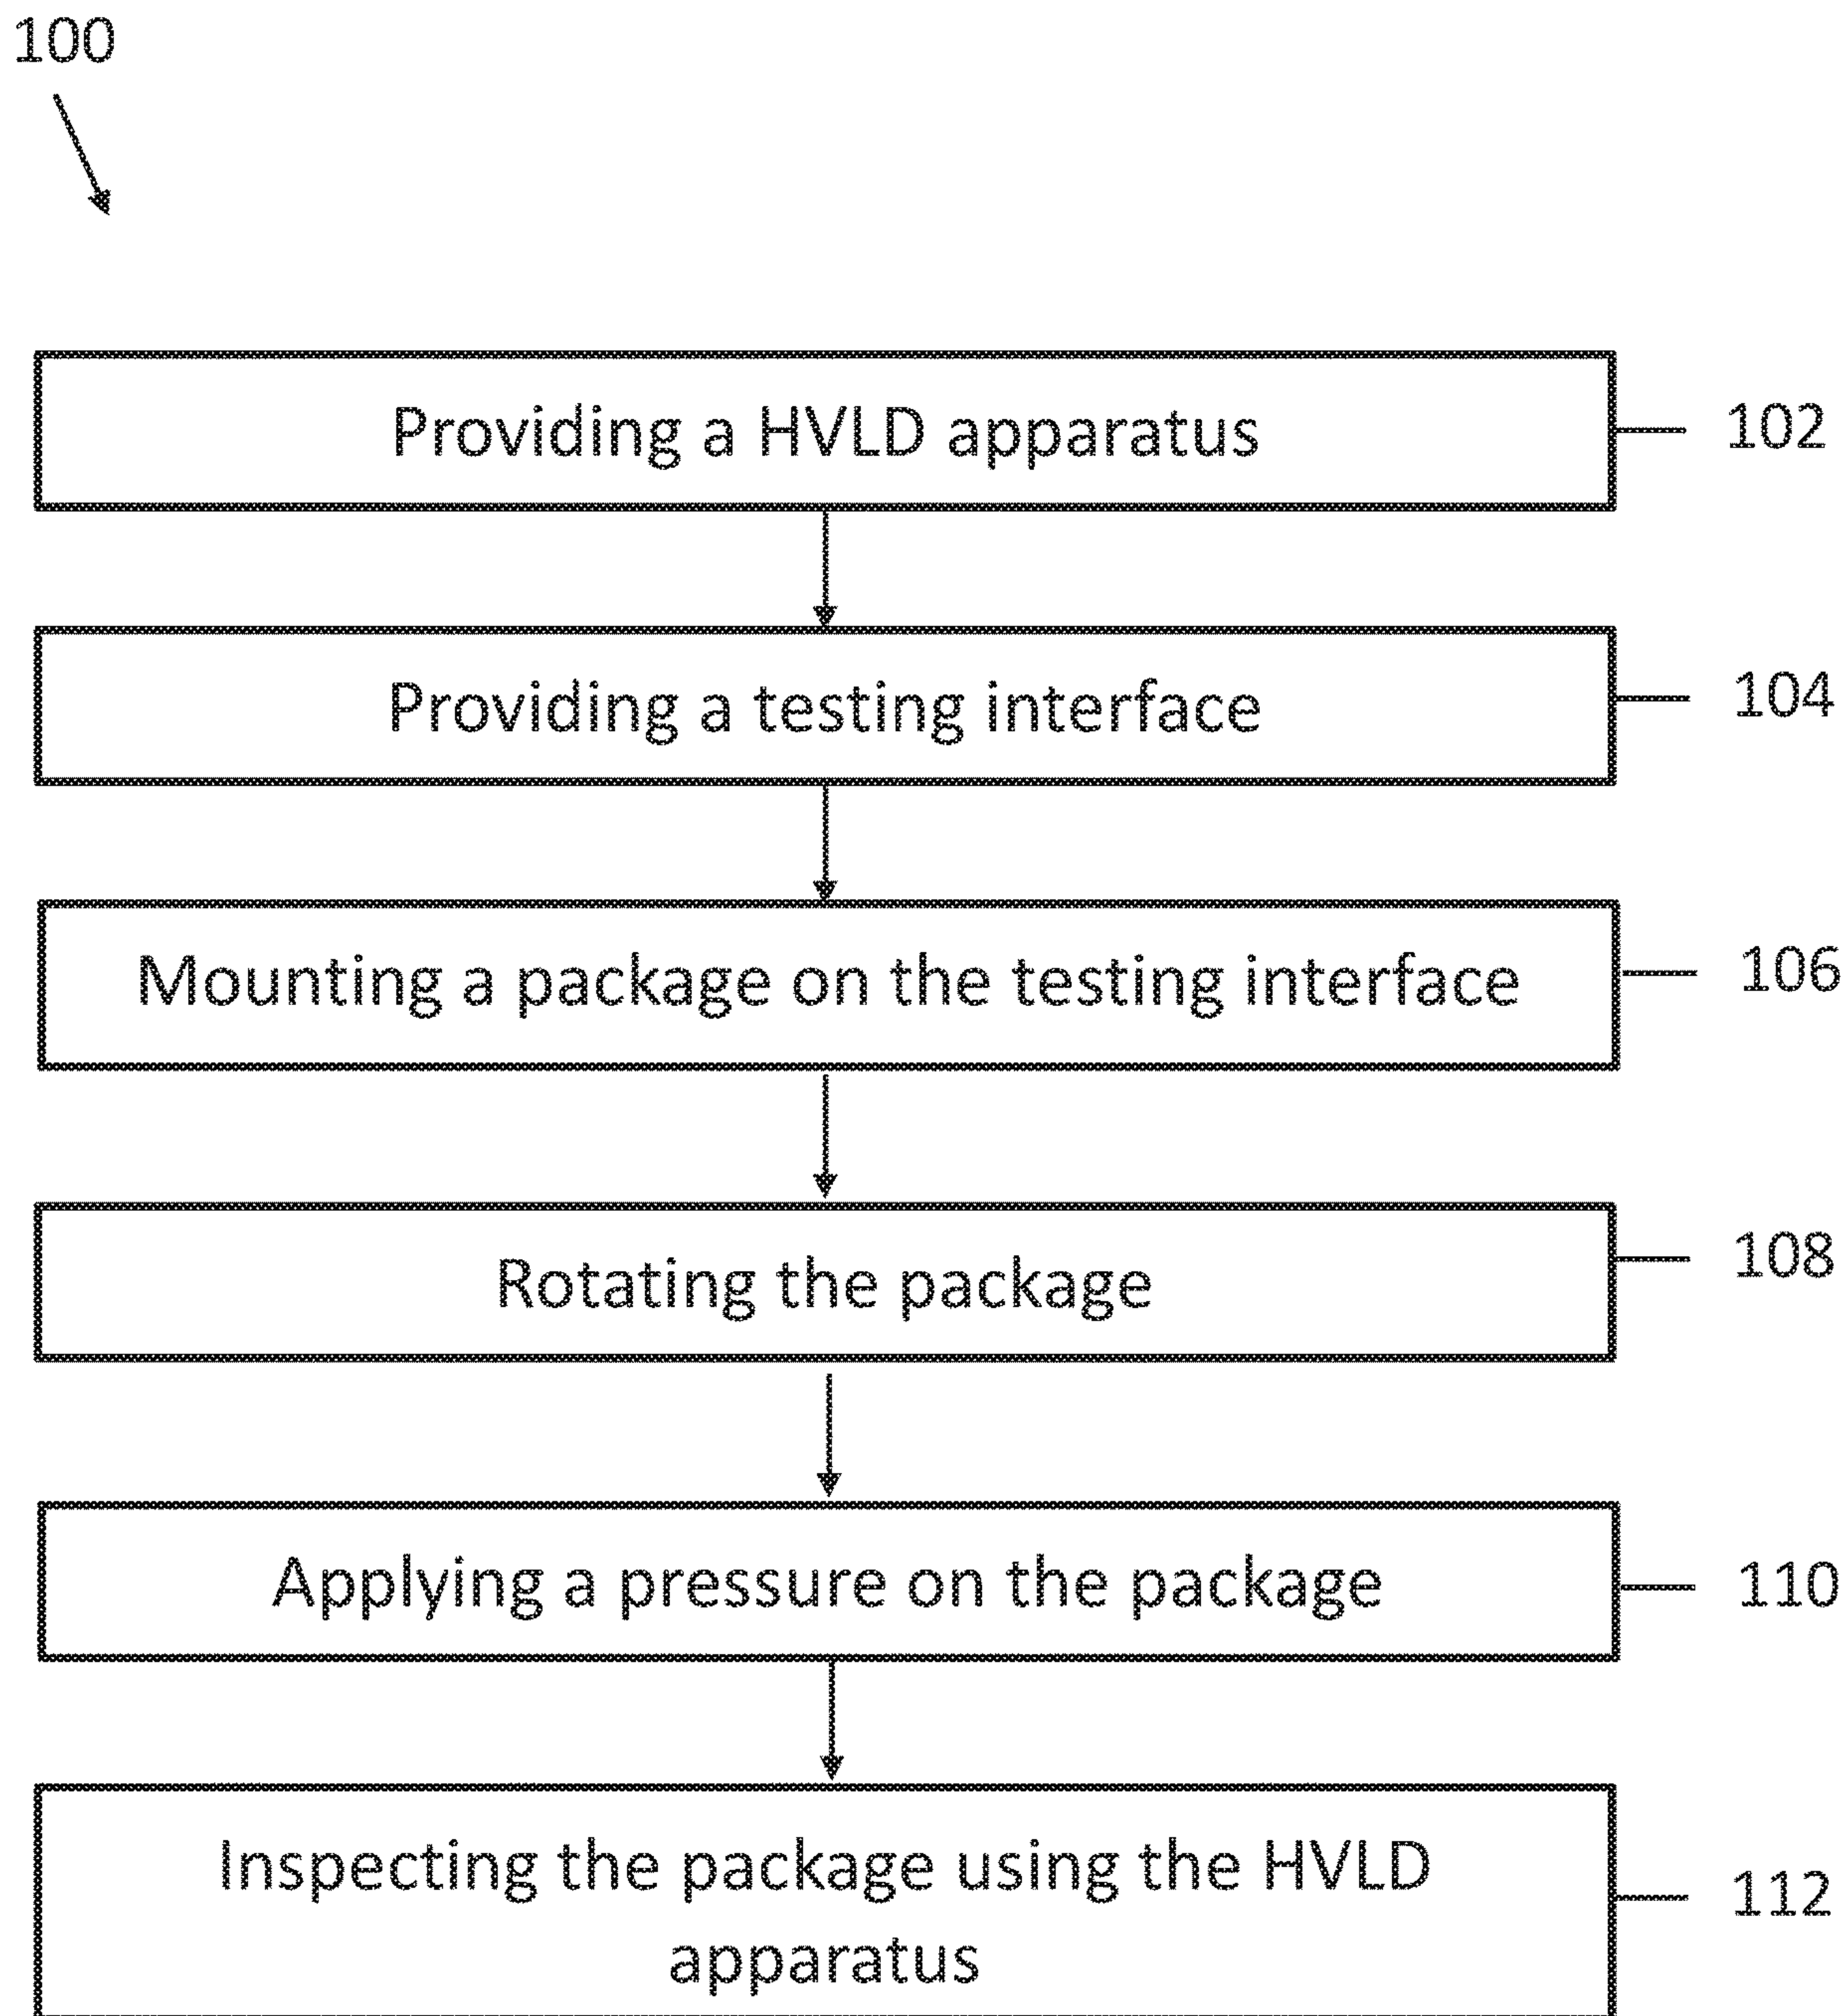 100
Providing a HVLD apparatus
102
Providing a testing interface
104
Mounting a package on the testing interface
106
Rotating the package
108
Applying a pressure on the package
110
Inspecting the package using the HVLD
apparatus
112